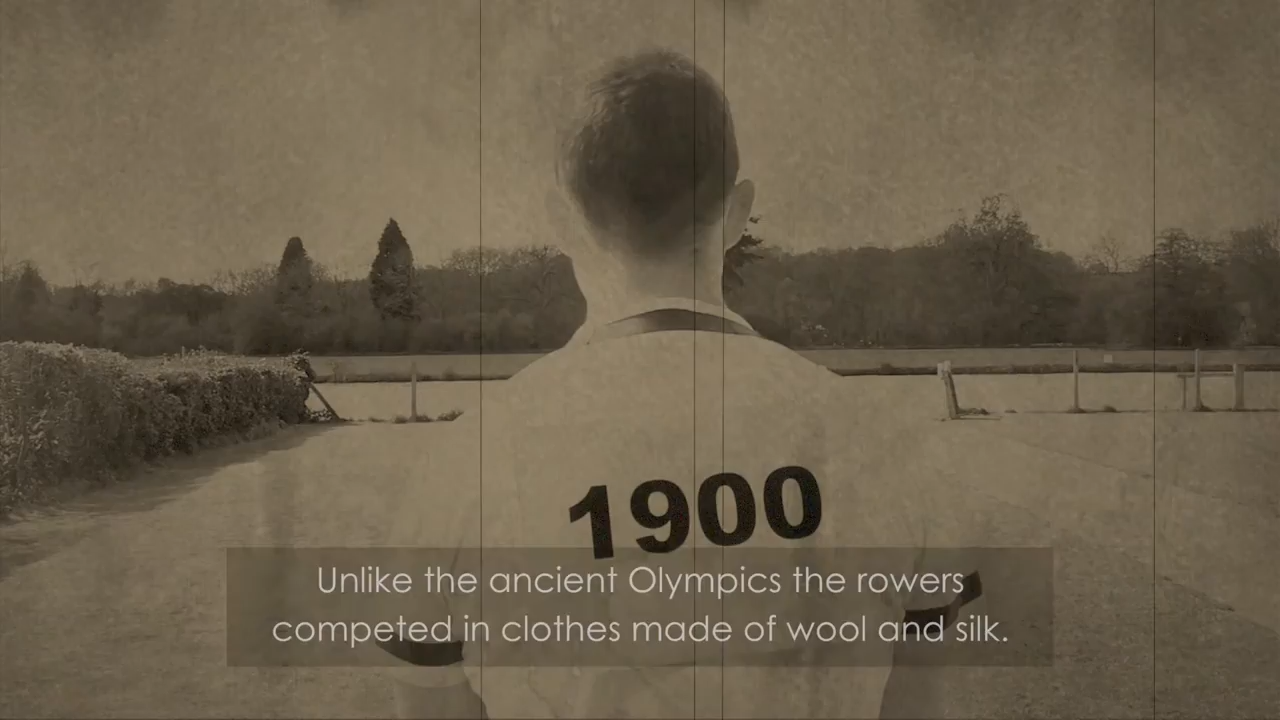 1900
Unlike the ancient Olympics the rowers
competed in clothes made of wool and silk.